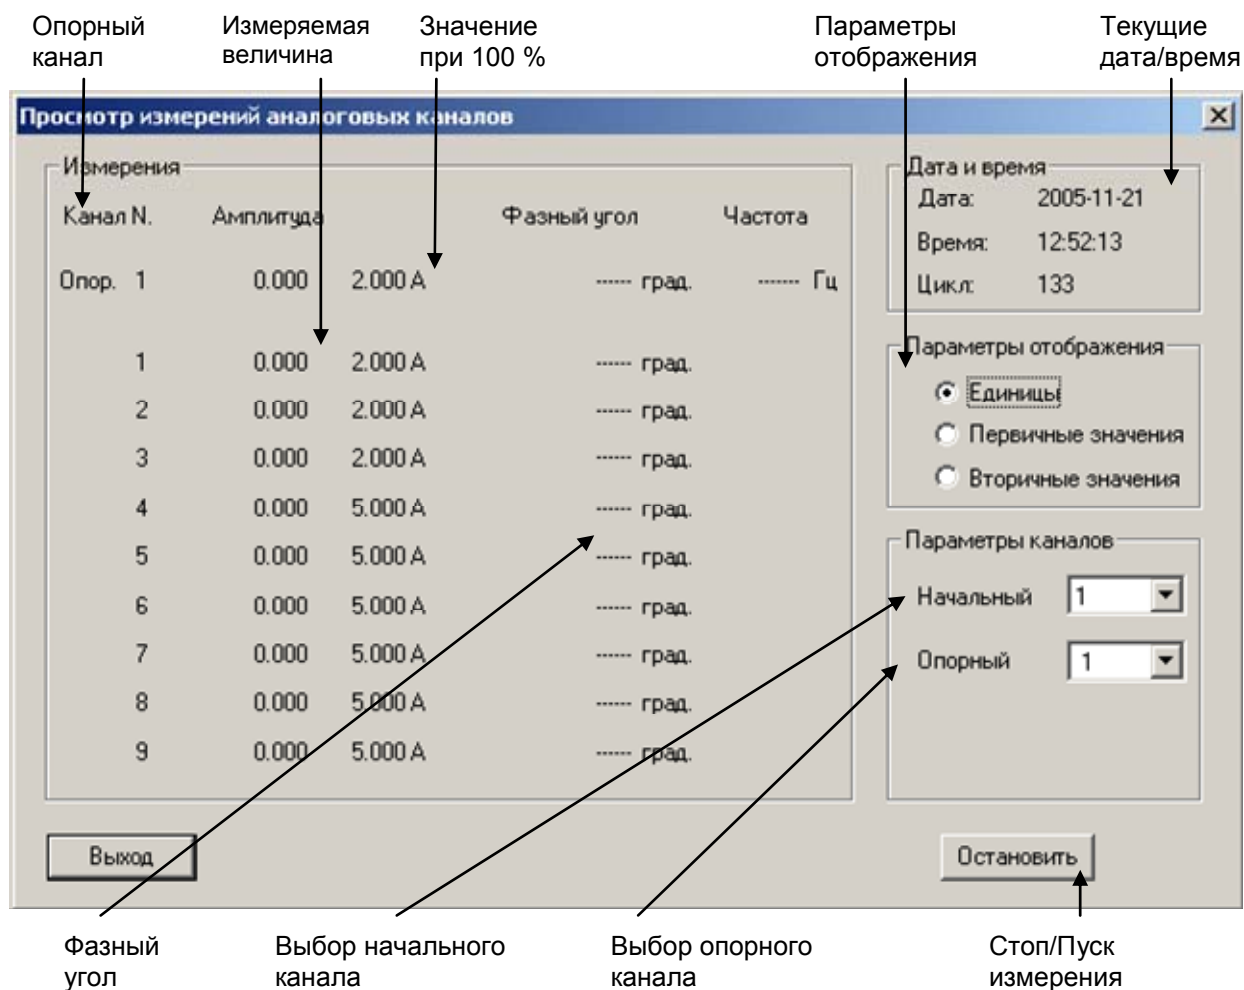 Опорный
канал
Измеряемая
величина
Значение
при 100 %
Параметры
отображения
Текущие
дата/время
Просмотр измерений аналоговых каналов
Измерения
Канал N. Амплитуда Фазный угол Частота
Опор. 1 0.000 2.000 A ------ град. ------- Гц
1 0.000 2.000 A ------ град.
2 0.000 2.000 A ------ град.
3 0.000 2.000 A ------ град.
4 0.000 5.000 A ------ град.
5 0.000 5.000 A ------ град.
6 0.000 5.000 A ------ град.
7 0.000 5.000 A ------ град.
8 0.000 5.000 A ------ град.
9 0.000 5.000 A ------ град.
Дата и время
Дата: 2005-11-21
Время: 12:52:13
Цикл: 133
Параметры отображения
Единицы
Первичные значения
Вторичные значения
Параметры каналов
Начальный 1
Опорный 1
Выход
Остановить
Фазный
угол
Выбор начального
канала
Выбор опорного
канала
Стоп/Пуск
измерения